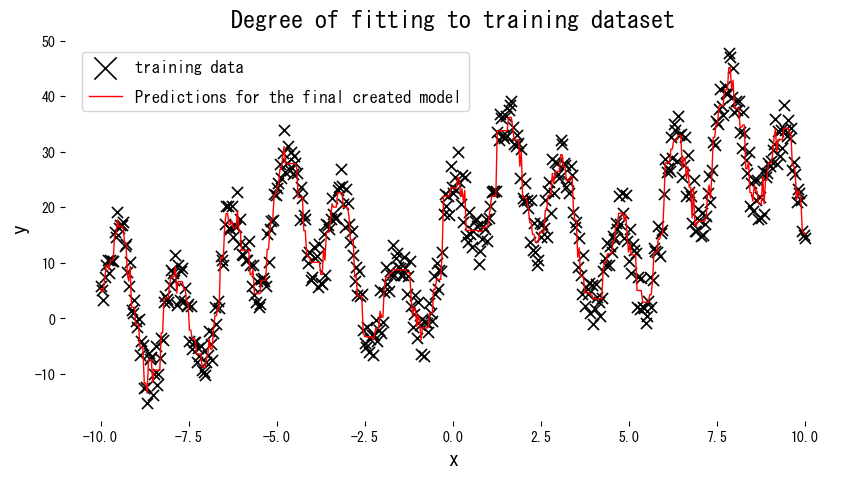 Degree of fitting to training dataset
50
training data
40
Predictions for the final created model
30
20
y
10
0
−10
−10.0 −7.5 −5.0 −2.5 0.0 2.5 5.0 7.5 10.0
x